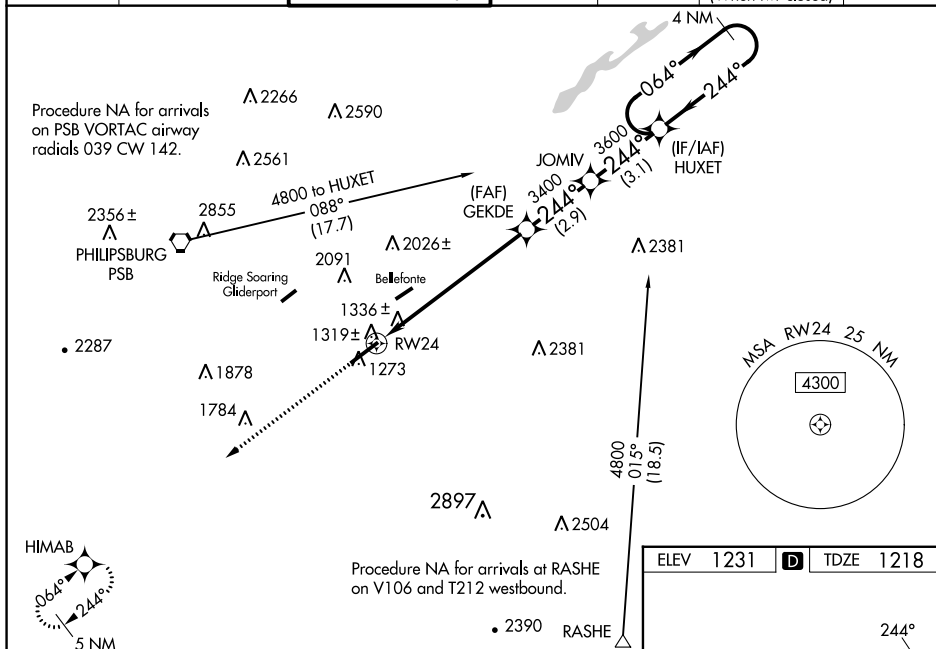 4 NM
064°
244°
2266
2590
Procedure NA for arrivals
on PSB VORTAC airway
radials 039 CW 142.
(IF/IAF)
HUXET
3600
244°
(3.1)
JOMIV
2561
4800 to HUXET
088°
(17.7)
3400
244°
(2.9)
(FAF)
GEKDE
2356 ±
2855
PHILIPSBURG
PSB
2026 ±
2381
2091
Ridge Soaring
Gliderport
Bellefonte
1336 ±
1319 ±
RW24
2287
1273
2381
1878
1784
MSA RW24 25 NM
4300
4800
015°
(18.5)
2897
2504
HIMAB
064°
244°
5 NM
Procedure NA for arrivals at RASHE
on V106 and T212 westbound.
2390
RASHE
ELEV 1231 D TDZE 1218
244°